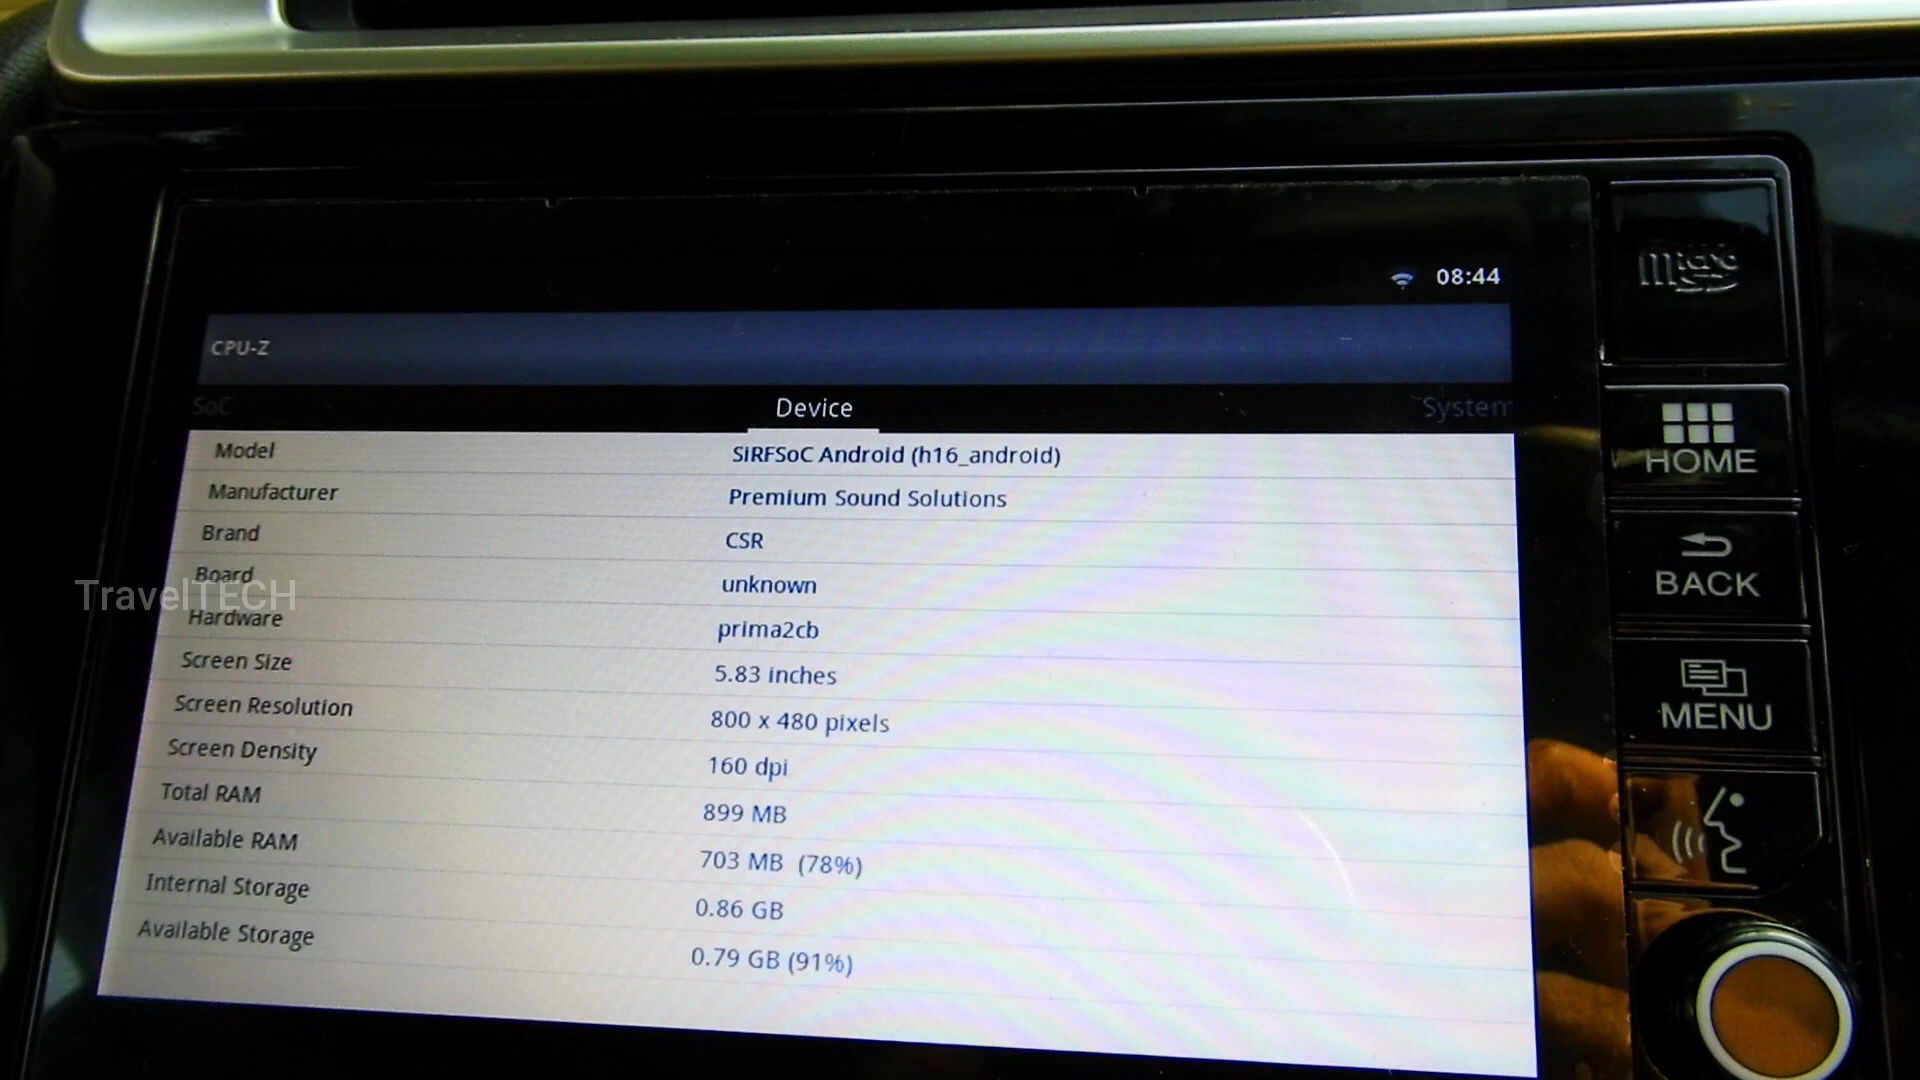 08:44
CPU-Z
SoC Device System
Model SiRFSoC Android (h16_android)
Manufacturer Premium Sound Solutions
Brand CSR
Board unknown
Hardware prima2cb
Screen Size 5.83 inches
Screen Resolution 800 x 480 pixels
Screen Density 160 dpi
Total RAM 899 MB
Available RAM 703 MB (78%)
Internal Storage 0.86 GB
Available Storage 0.79 GB (91%)
TravelTECH
micro
HOME
BACK
MENU